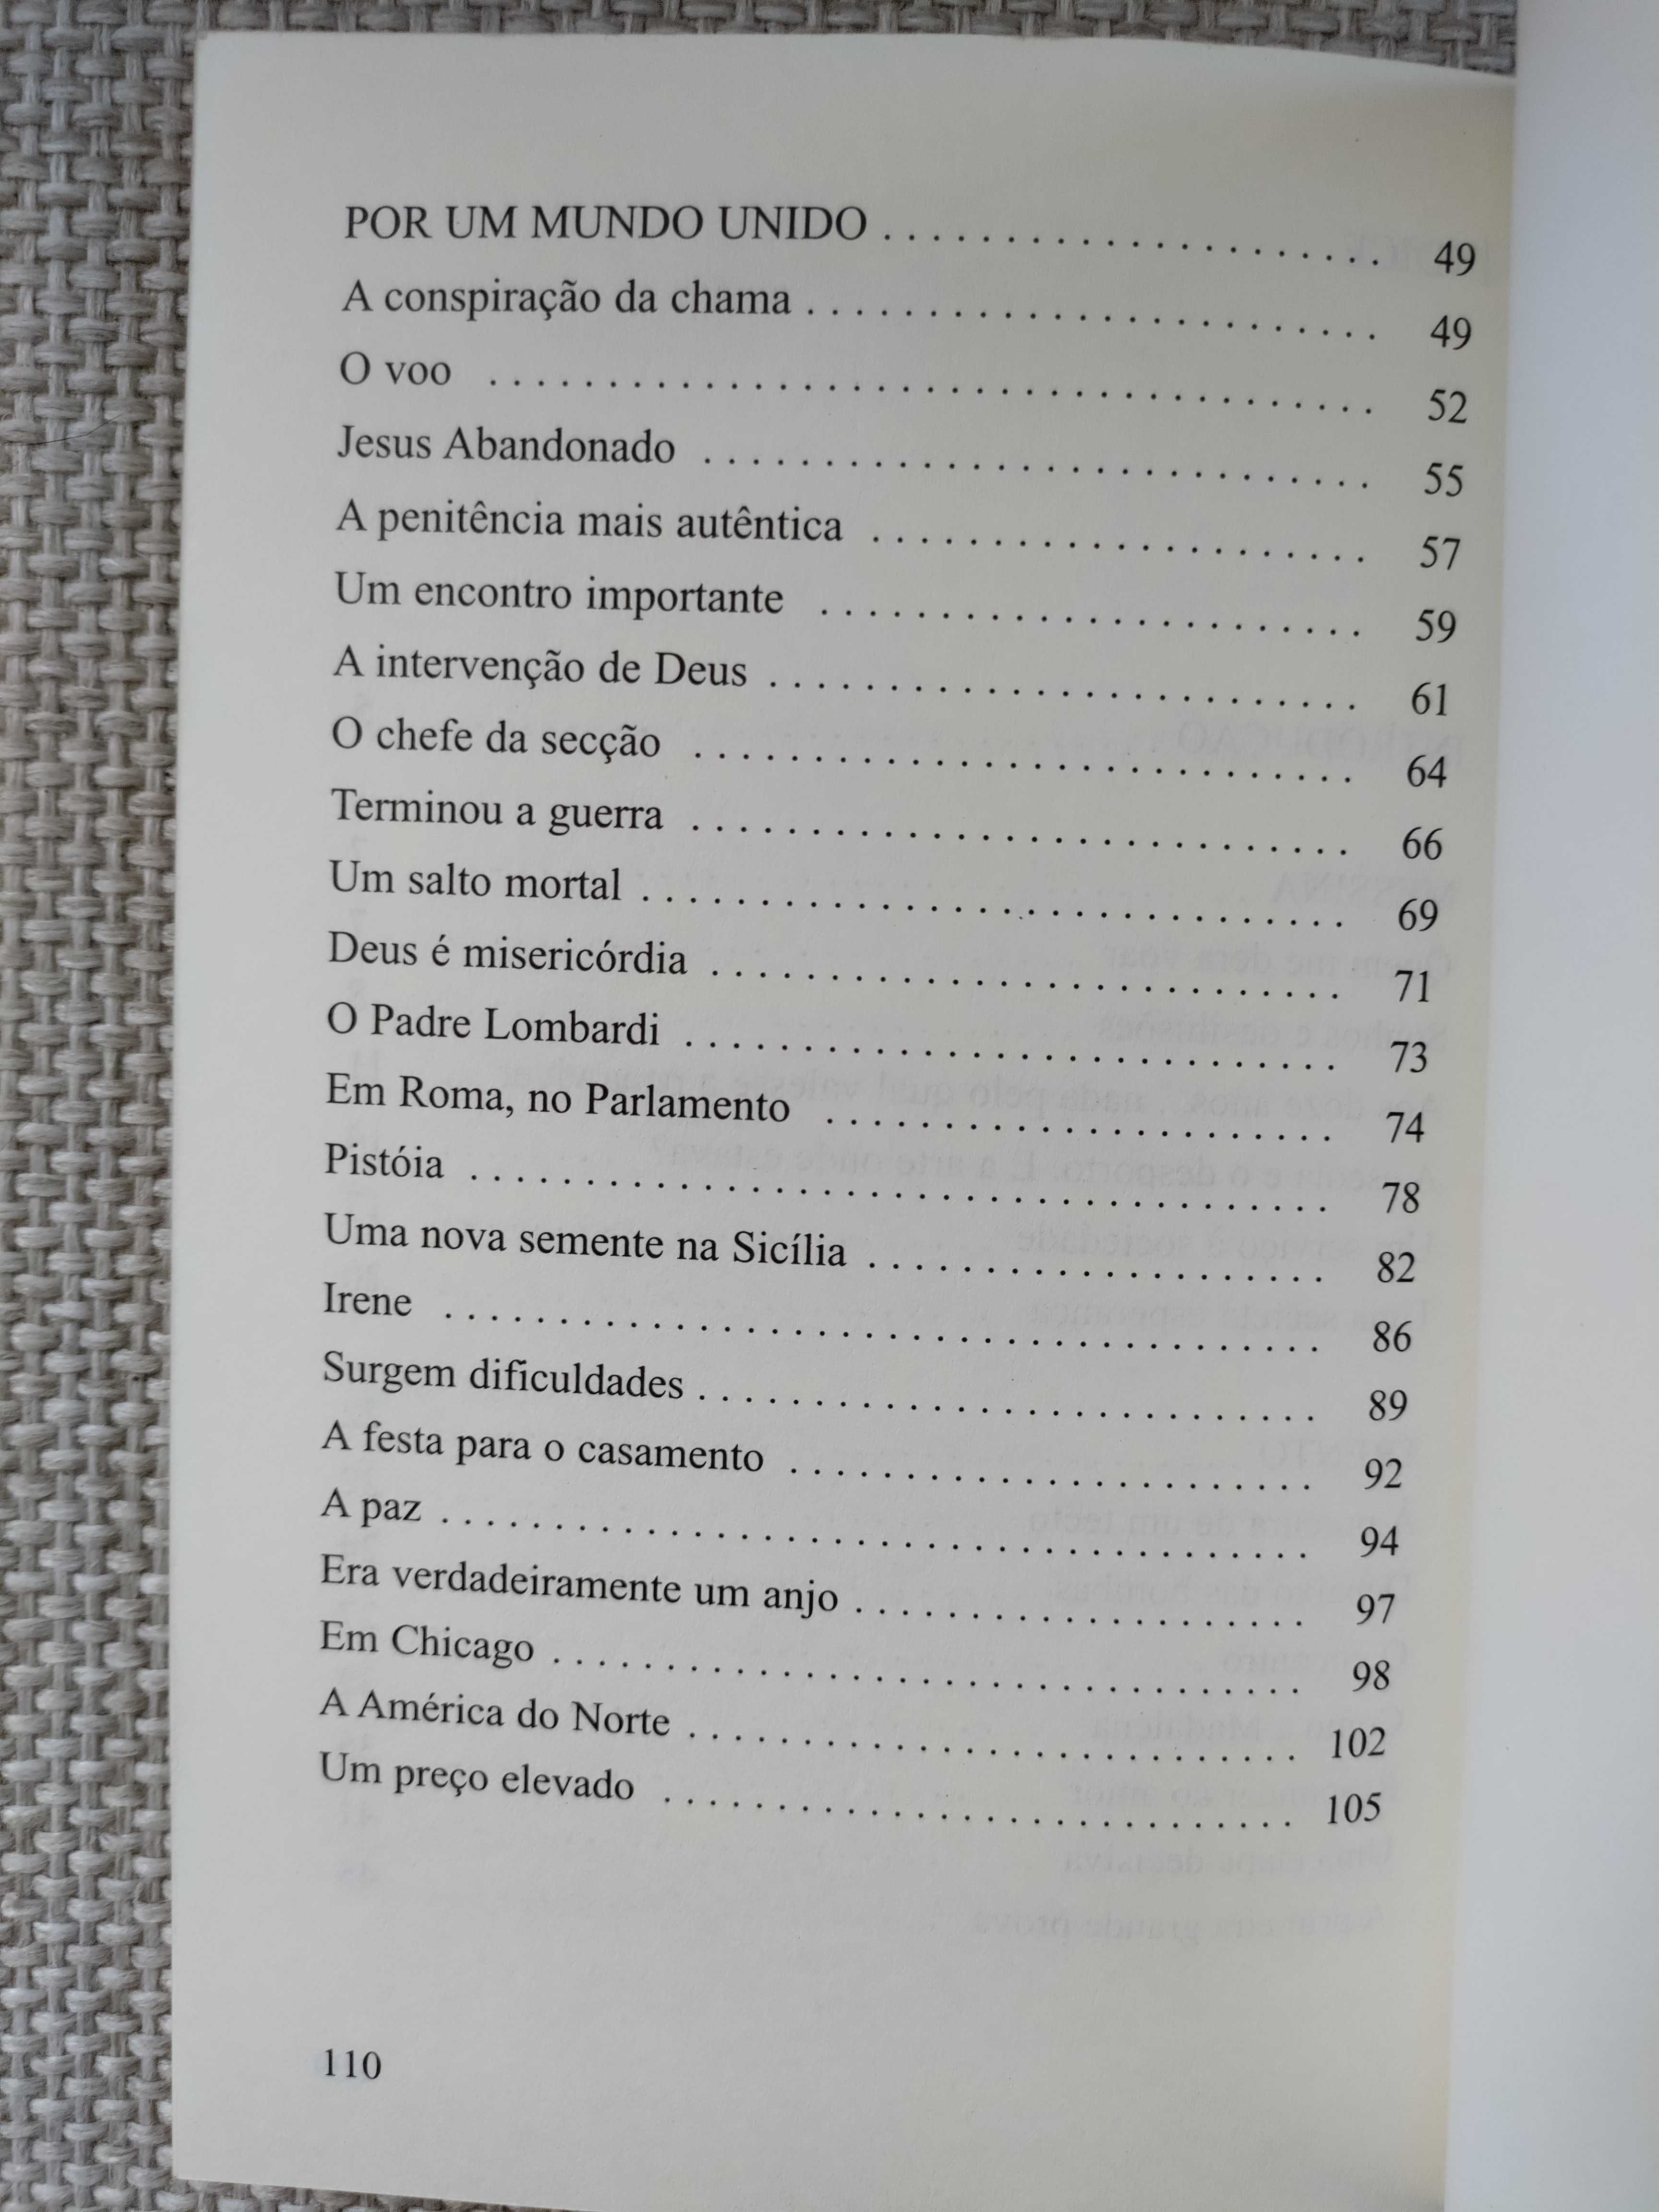 POR UM MUNDO UNIDO . . . . . . . . . . . . . . . . . . . . . 49
A conspiração da chama . . . . . . . . . . . . . . . . . . . . . . . . 49
O voo . . . . . . . . . . . . . . . . . . . . . . . . . . . . . . . . . . . . . . 52
Jesus Abandonado . . . . . . . . . . . . . . . . . . . . . . . . . . . . 55
A penitência mais autêntica . . . . . . . . . . . . . . . . . . . . . 57
Um encontro importante . . . . . . . . . . . . . . . . . . . . . . . 59
A intervenção de Deus . . . . . . . . . . . . . . . . . . . . . . . . . 61
O chefe da secção . . . . . . . . . . . . . . . . . . . . . . . . . . . . 64
Terminou a guerra . . . . . . . . . . . . . . . . . . . . . . . . . . . . 66
Um salto mortal . . . . . . . . . . . . . . . . . . . . . . . . . . . . . . 69
Deus é misericórdia . . . . . . . . . . . . . . . . . . . . . . . . . . . 71
O Padre Lombardi . . . . . . . . . . . . . . . . . . . . . . . . . . . . 73
Em Roma, no Parlamento . . . . . . . . . . . . . . . . . . . . . . 74
Pistóia . . . . . . . . . . . . . . . . . . . . . . . . . . . . . . . . . . . . . 78
Uma nova semente na Sicília . . . . . . . . . . . . . . . . . . . . 82
Irene . . . . . . . . . . . . . . . . . . . . . . . . . . . . . . . . . . . . . . 86
Surgem dificuldades . . . . . . . . . . . . . . . . . . . . . . . . . . . 89
A festa para o casamento . . . . . . . . . . . . . . . . . . . . . . . 92
A paz . . . . . . . . . . . . . . . . . . . . . . . . . . . . . . . . . . . . . . 94
Era verdadeiramente um anjo . . . . . . . . . . . . . . . . . . . . 97
Em Chicago . . . . . . . . . . . . . . . . . . . . . . . . . . . . . . . . . 98
A América do Norte . . . . . . . . . . . . . . . . . . . . . . . . . . 102
Um preço elevado . . . . . . . . . . . . . . . . . . . . . . . . . . . . 105
110